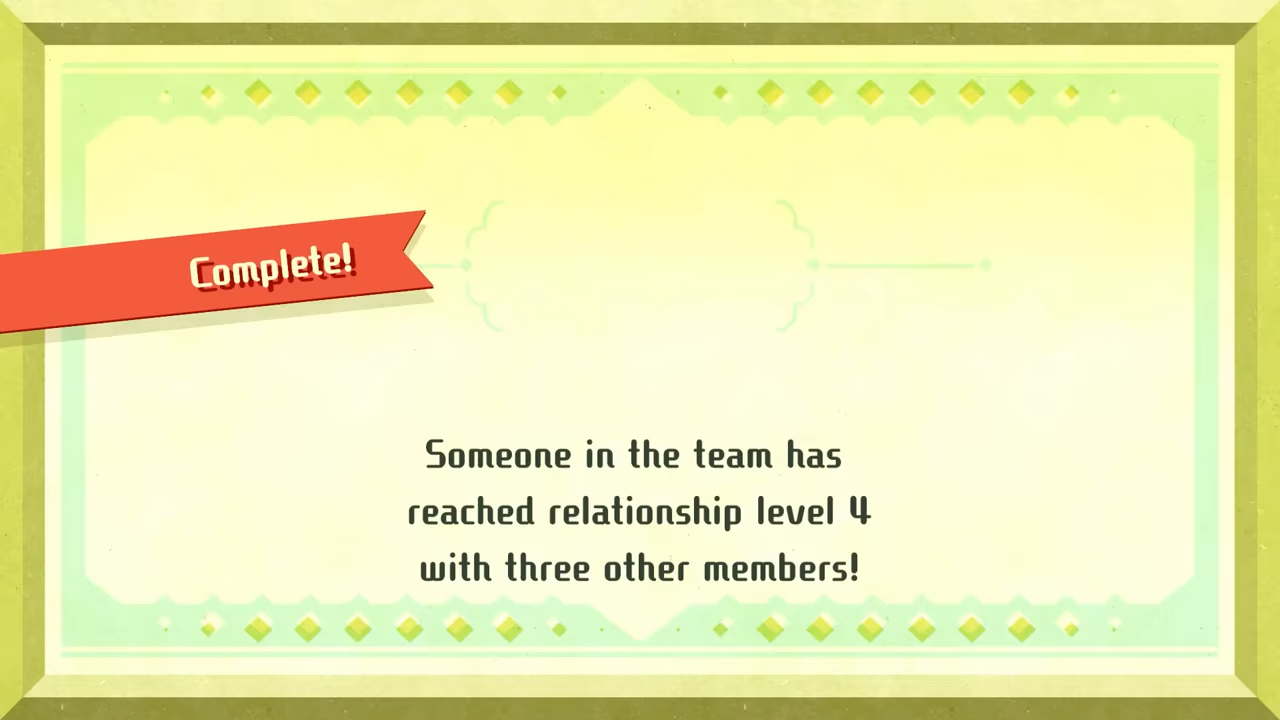 Complete!
Someone in the team has
reached relationship level 4
with three other members!